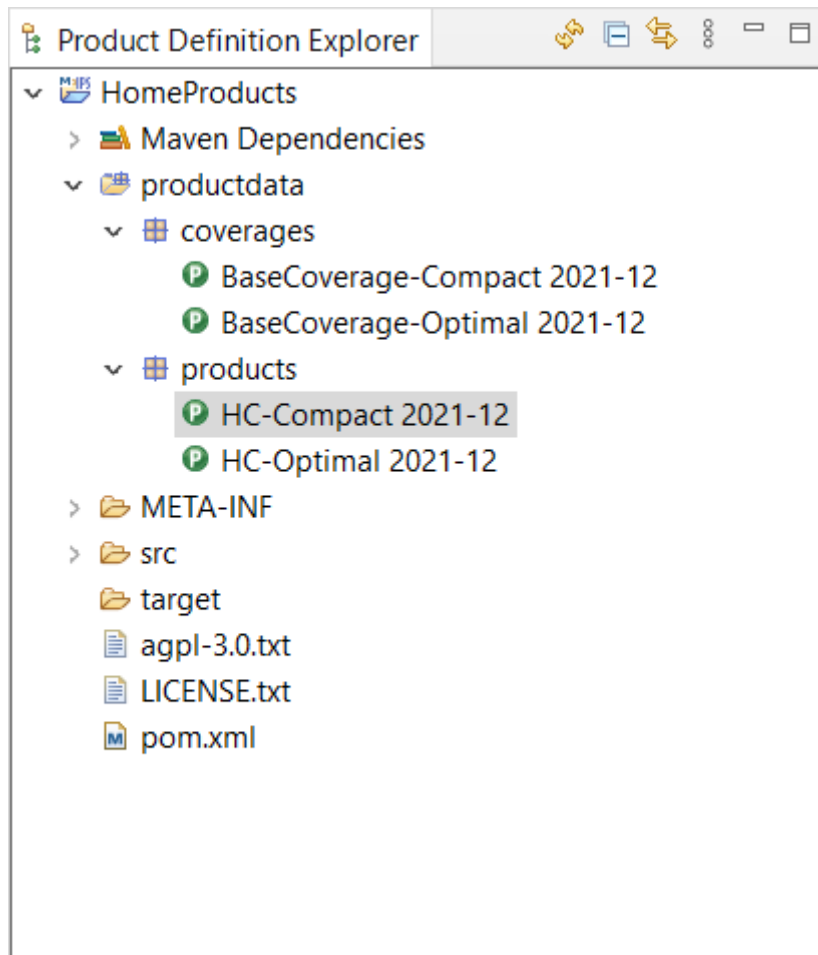 Product Definition Explorer
HomeProducts
Maven Dependencies
productdata
coverages
P BaseCoverage-Compact 2021-12
P BaseCoverage-Optimal 2021-12
products
P HC-Compact 2021-12
P HC-Optimal 2021-12
META-INF
src
target
agpl-3.0.txt
LICENSE.txt
M pom.xml